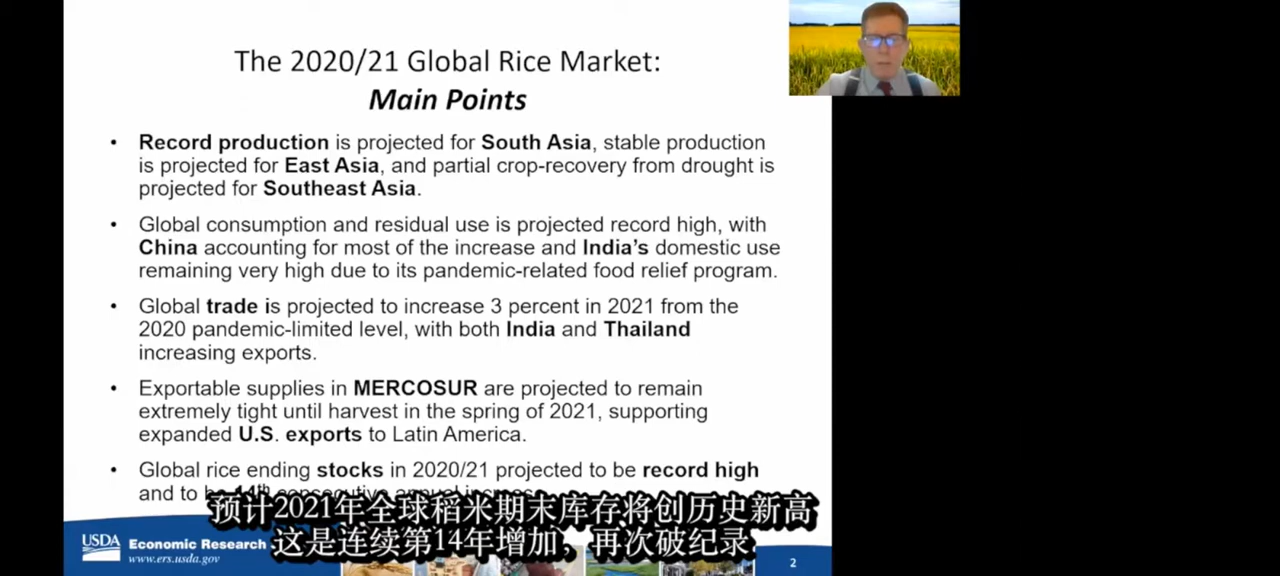 The 2020/21 Global Rice Market:
Main Points
• Record production is projected for South Asia, stable production
is projected for East Asia, and partial crop-recovery from drought is
projected for Southeast Asia.
• Global consumption and residual use is projected record high, with
China accounting for most of the increase and India's domestic use
remaining very high due to its pandemic-related food relief program.
• Global trade is projected to increase 3 percent in 2021 from the
2020 pandemic-limited level, with both India and Thailand
increasing exports.
• Exportable supplies in MERCOSUR are projected to remain
extremely tight until harvest in the spring of 2021, supporting
expanded U.S. exports to Latin America.
• Global rice ending stocks in 2020/21 projected to be record high
and to be 14th consecutive annual increase
预计2021年全球稻米期末库存将创历史新高
这是连续第14年增加，再次破纪录
USDA Economic Research
www.ers.usda.gov
2